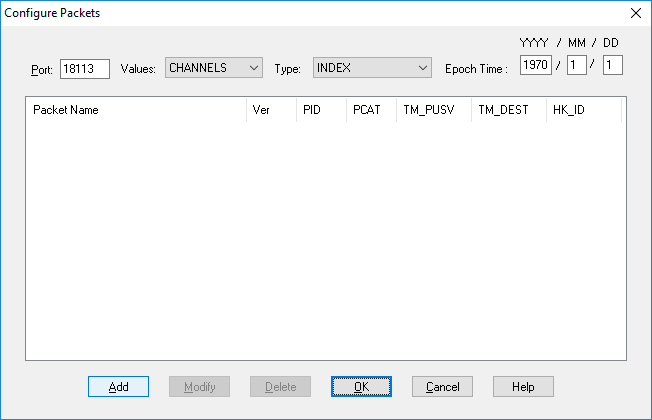 Configure Packets
YYYY / MM / DD
Port: 18113 Values: CHANNELS Type: INDEX Epoch Time : 1970 / 1 / 1
Packet Name Ver PID PCAT TM_PUSV TM_DEST HK_ID
Add Modify Delete OK Cancel Help